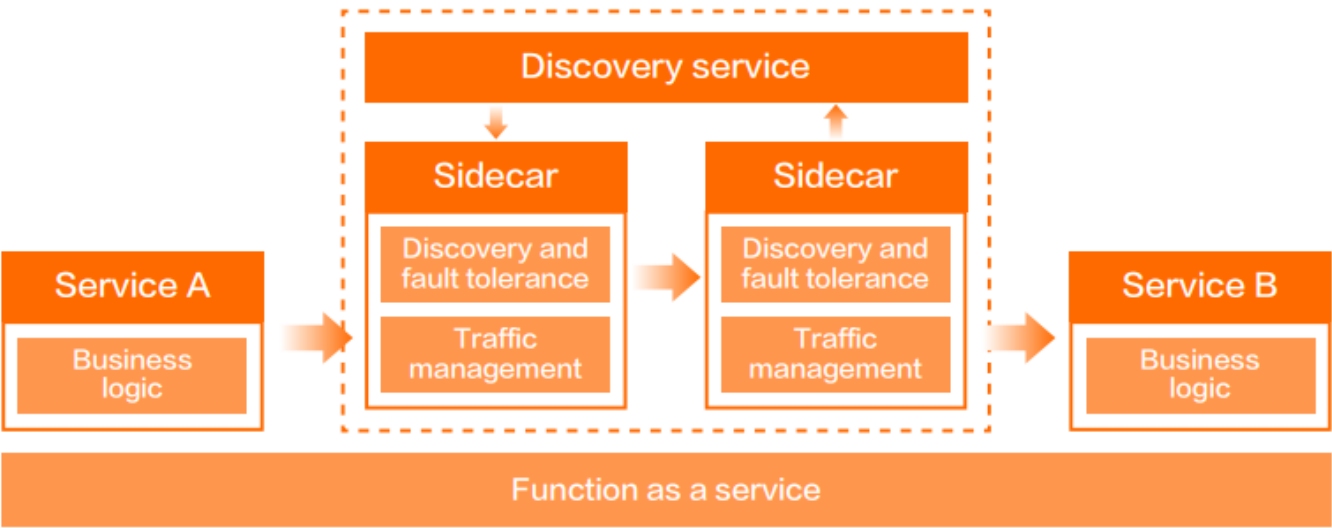 Discovery service
Sidecar
Discovery and
fault tolerance
Traffic
management
Sidecar
Discovery and
fault tolerance
Traffic
management
Service A
Business
logic
Service B
Business
logic
Function as a service